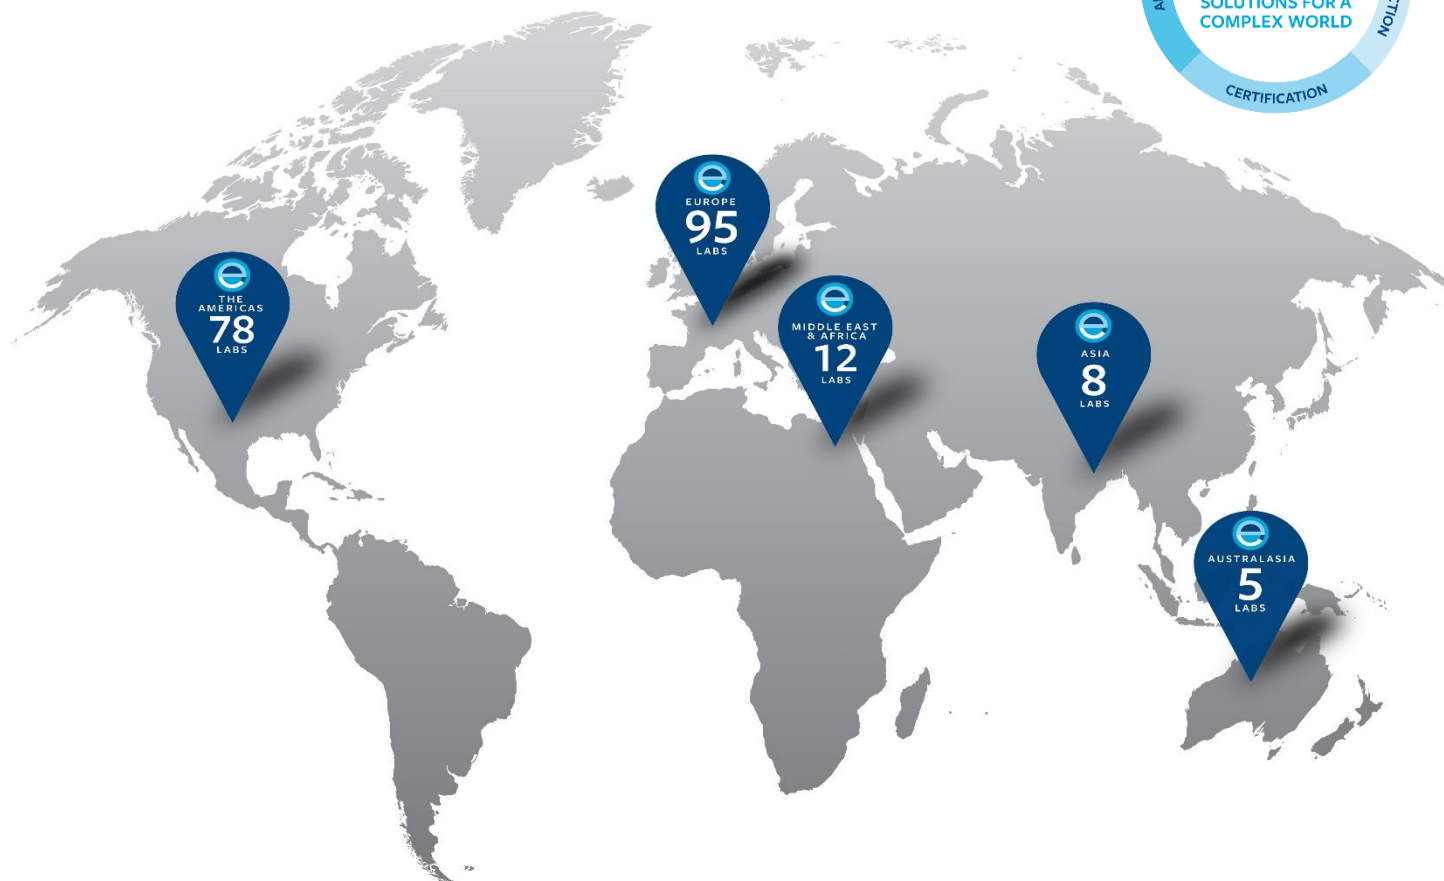 SOLUTIONS FOR A
COMPLEX WORLD
CERTIFICATION
EUROPE
95
LABS
THE
AMERICAS
78
LABS
MIDDLE EAST
& AFRICA
12
LABS
ASIA
8
LABS
AUSTRALASIA
5
LABS